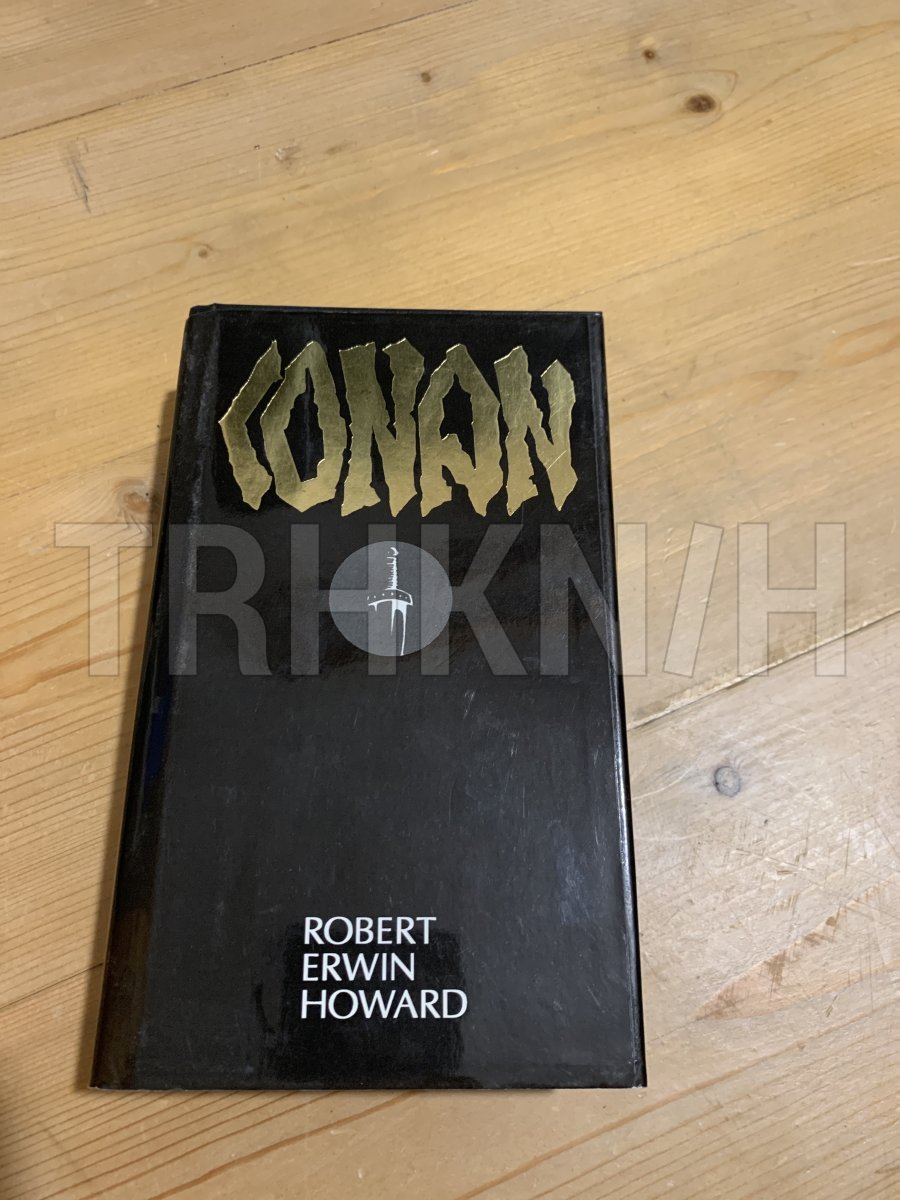 CONAN
TRHKNIH
ROBERT
ERWIN
HOWARD